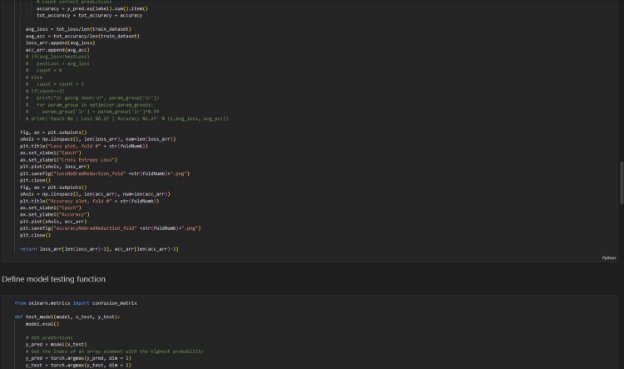 # Count correct predictions
accuracy = y_pred.eq(label).sum().item()
tot_accuracy = tot_accuracy + accuracy
avg_loss = tot_loss/len(train_dataset)
avg_acc = tot_accuracy/len(train_dataset)
loss_arr.append(avg_loss)
acc_arr.append(avg_acc)
# if(avg_loss<bestLoss)
# bestLoss = avg_loss
# count = 0
# else
# count = count + 1
# if(count>=2)
# print("lr going down:\n", param_group['lr'])
# for param_group in optimizer.param_groups:
# param_group['lr'] = param_group['lr']*0.99
# print('Epoch %d | Loss %6.2f | Accuracy %2.2f' % (i,avg_loss, avg_acc))
fig, ax = plt.subplots()
xAxis = np.linspace(1, len(loss_arr), num=len(loss_arr))
plt.title("Loss plot, fold #" + str(foldNumb))
ax.set_xlabel("Epoch")
ax.set_ylabel("Cross Entropy Loss")
plt.plot(xAxis, loss_arr)
plt.savefig("lossNoGredReduction_fold" +str(foldNumb)+".png")
plt.close()
fig, ax = plt.subplots()
xAxis = np.linspace(1, len(acc_arr), num=len(acc_arr))
plt.title("Accuracy plot, fold #" + str(foldNumb))
ax.set_xlabel("Epoch")
ax.set_ylabel("Accuracy")
plt.plot(xAxis, acc_arr)
plt.savefig("accuracyNoGredReduction_fold" +str(foldNumb)+".png")
plt.close()
return loss_arr[len(loss_arr)-1], acc_arr[len(acc_arr)-1]
Python
Define model testing function
from sklearn.metrics import confusion_matrix
def test_model(model, x_test, y_test):
model.eval()
# Get predictions
y_pred = model(x_test)
# Get the index of an array element with the highest probability
y_pred = torch.argmax(y_pred, dim = 1)
y_test = torch.argmax(y_test, dim = 1)